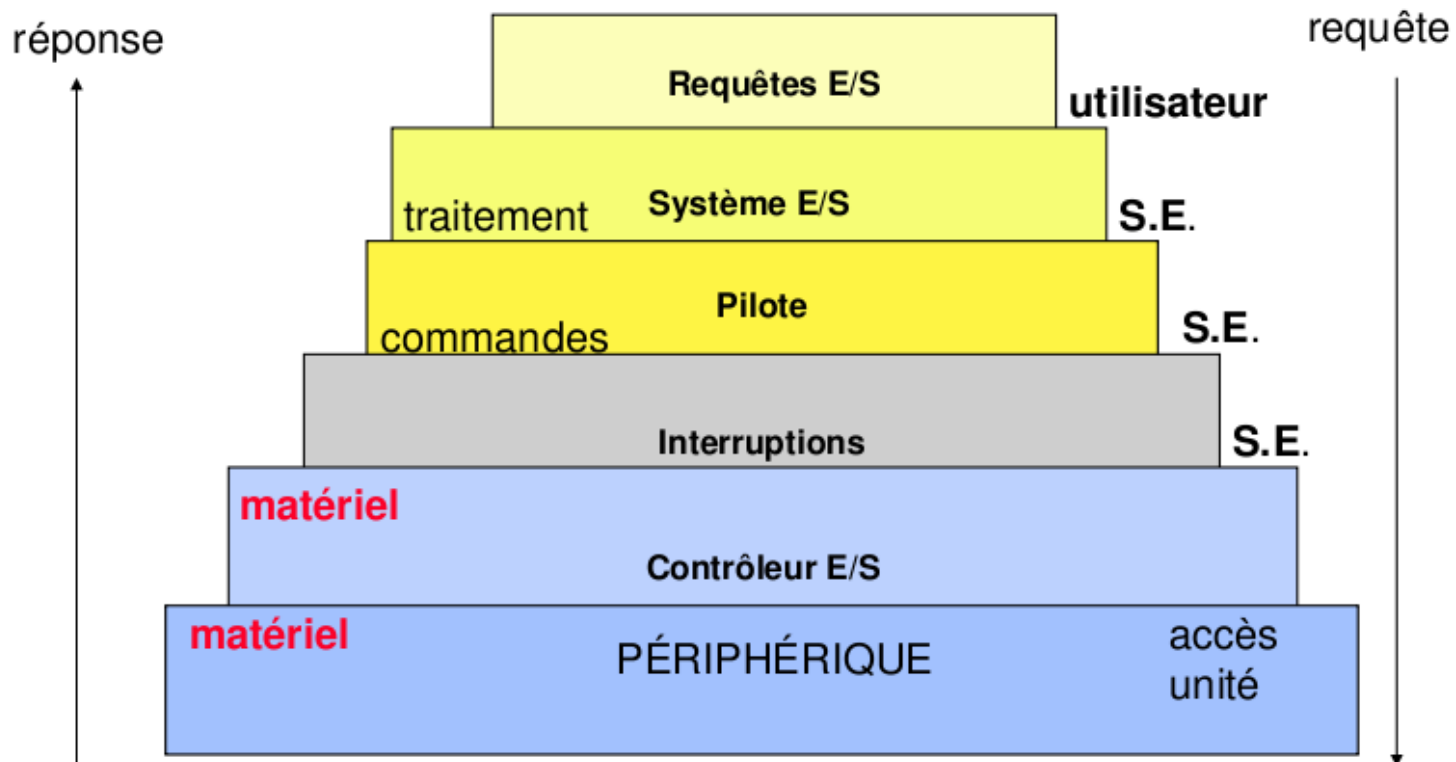 réponse
requête
Requêtes E/S
utilisateur
Système E/S
traitement
S.E.
Pilote
commandes
S.E.
Interruptions
S.E.
matériel
Contrôleur E/S
matériel
PÉRIPHÉRIQUE
accès
unité